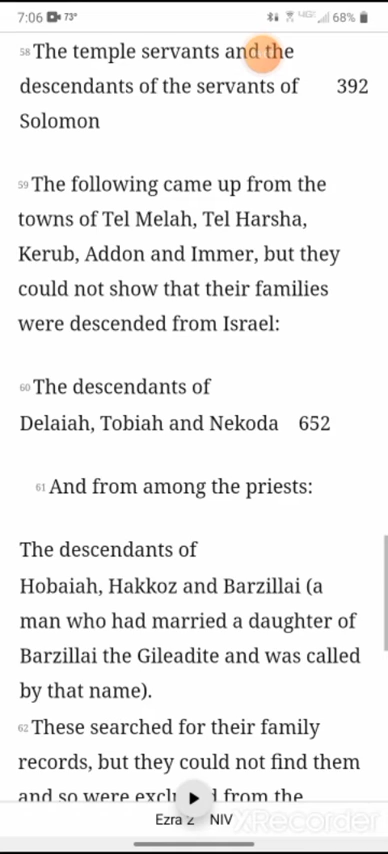 7:06 73° 4G 68%
58 The temple servants and the
descendants of the servants of 392
Solomon
59 The following came up from the
towns of Tel Melah, Tel Harsha,
Kerub, Addon and Immer, but they
could not show that their families
were descended from Israel:
60 The descendants of
Delaiah, Tobiah and Nekoda 652
61 And from among the priests:
The descendants of
Hobaiah, Hakkoz and Barzillai (a
man who had married a daughter of
Barzillai the Gileadite and was called
by that name).
62 These searched for their family
records, but they could not find them
and so were from the
Ezra 2 NIV
XRecorder